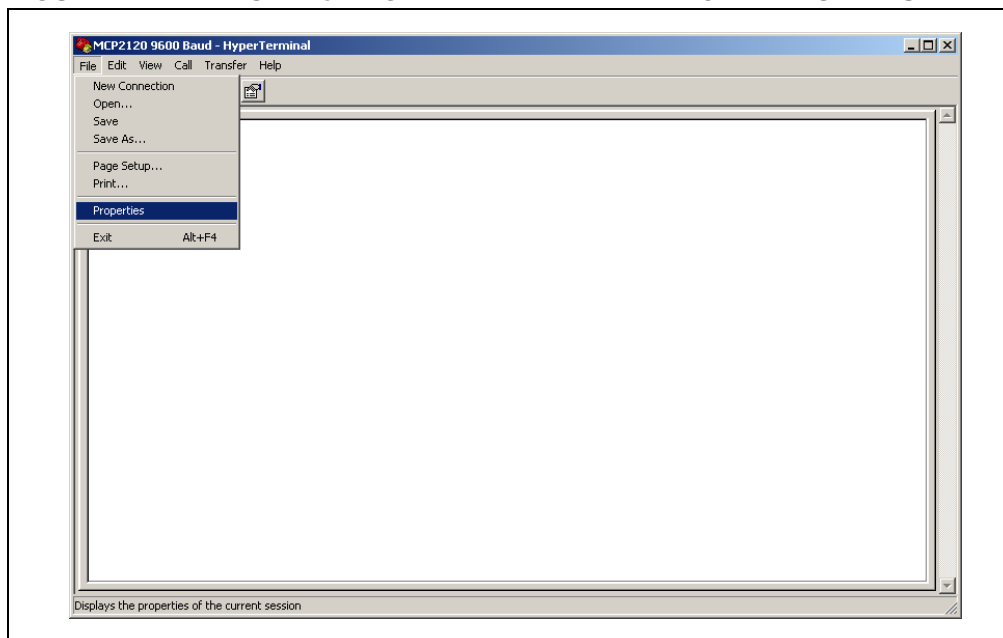 MCP2120 9600 Baud - HyperTerminal
File Edit View Call Transfer Help
New Connection
Open...
Save
Save As...
Page Setup...
Print...
Properties
Exit Alt+F4
Displays the properties of the current session